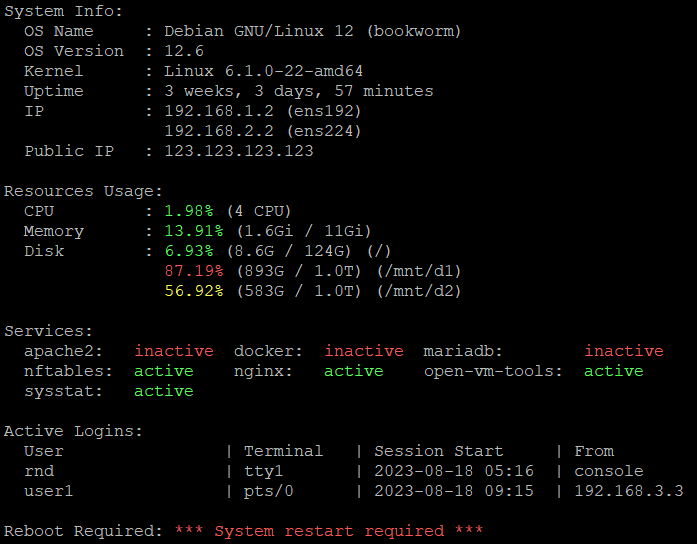 System Info:
OS Name : Debian GNU/Linux 12 (bookworm)
OS Version : 12.6
Kernel : Linux 6.1.0-22-amd64
Uptime : 3 weeks, 3 days, 57 minutes
IP : 192.168.1.2 (ens192)
192.168.2.2 (ens224)
Public IP : 123.123.123.123
Resources Usage:
CPU : 1.98% (4 CPU)
Memory : 13.91% (1.6Gi / 11Gi)
Disk : 6.93% (8.6G / 124G) (/)
87.19% (893G / 1.0T) (/mnt/d1)
56.92% (583G / 1.0T) (/mnt/d2)
Services:
apache2: inactive docker: inactive mariadb: inactive
nftables: active nginx: active open-vm-tools: active
sysstat: active
Active Logins:
User | Terminal | Session Start | From
rnd | tty1 | 2023-08-18 05:16 | console
user1 | pts/0 | 2023-08-18 09:15 | 192.168.3.3
Reboot Required: *** System restart required ***